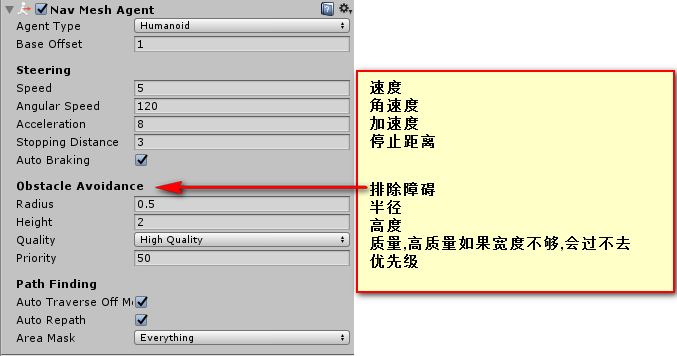 Nav Mesh Agent
Agent Type Humanoid
Base Offset 1
Steering
Speed 5
Angular Speed 120
Acceleration 8
Stopping Distance 3
Auto Braking
Obstacle Avoidance
Radius 0.5
Height 2
Quality High Quality
Priority 50
Path Finding
Auto Traverse Off M
Auto Repath
Area Mask Everything
速度
角速度
加速度
停止距离
排除障碍
半径
高度
质量,高质量如果宽度不够,会过不去
优先级